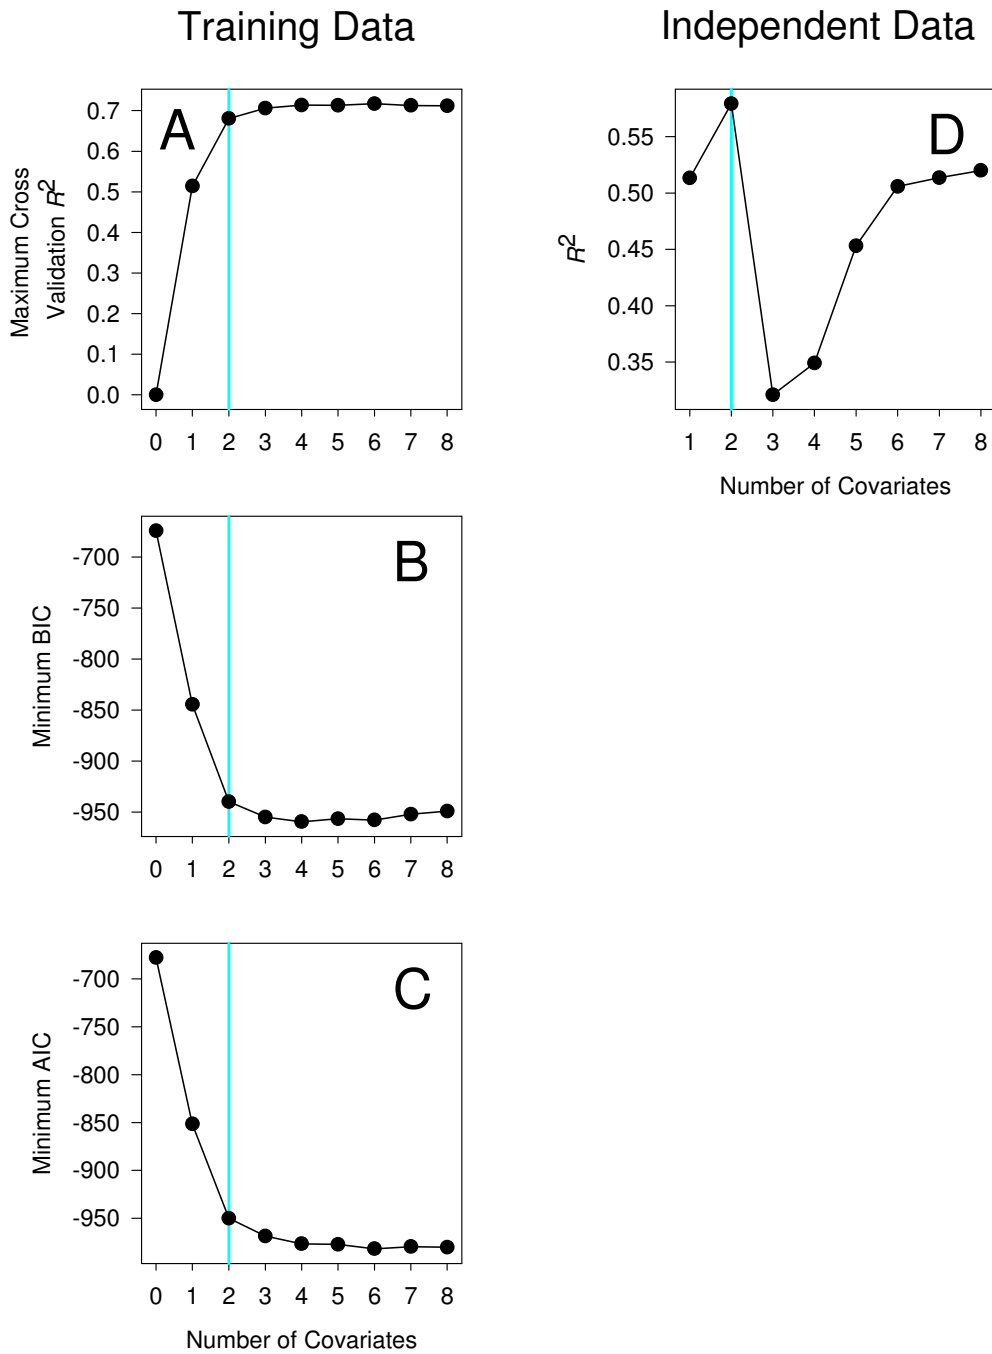 Training Data
Independent Data
A
Maximum Cross
Validation R²
0.7
0.6
0.5
0.4
0.3
0.2
0.1
0.0
0 1 2 3 4 5 6 7 8
D
R²
0.55
0.50
0.45
0.40
0.35
1 2 3 4 5 6 7 8
Number of Covariates
B
Minimum BIC
-700
-750
-800
-850
-900
-950
0 1 2 3 4 5 6 7 8
C
Minimum AIC
-700
-750
-800
-850
-900
-950
0 1 2 3 4 5 6 7 8
Number of Covariates